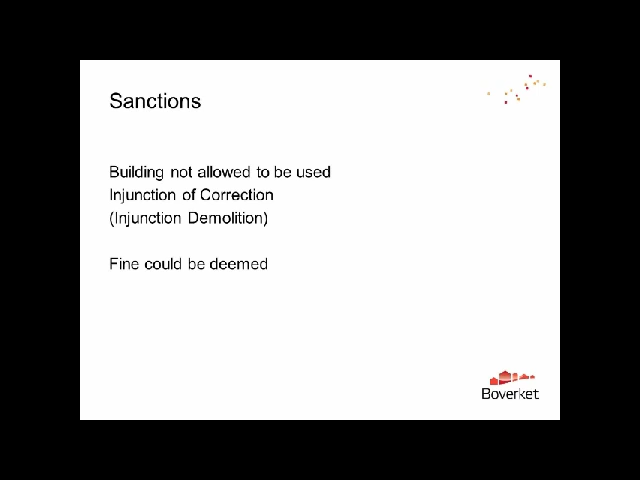 Sanctions
Building not allowed to be used
Injunction of Correction
(Injunction Demolition)
Fine could be deemed
Boverket